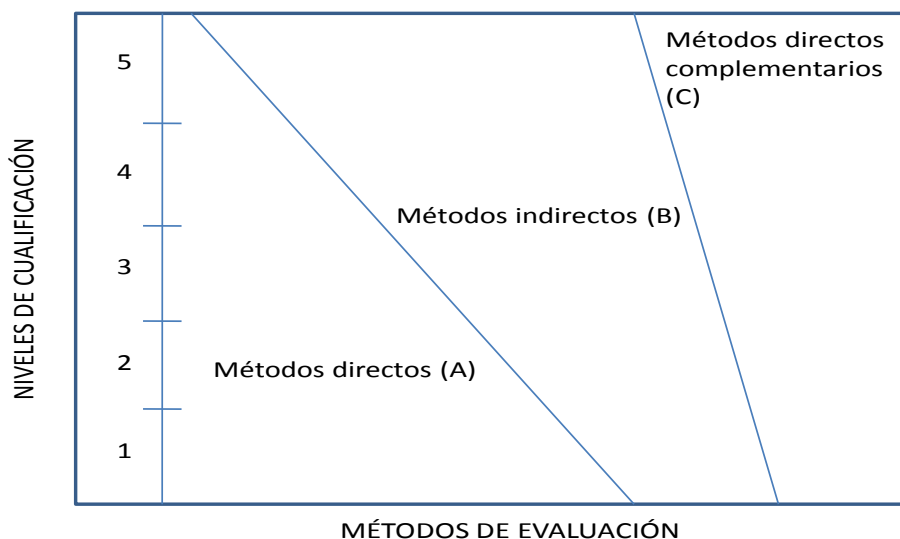 Métodos directos
complementarios
(C)
5
4
Métodos indirectos (B)
3
2
Métodos directos (A)
1
NIVELES DE CUALIFICACIÓN
MÉTODOS DE EVALUACIÓN